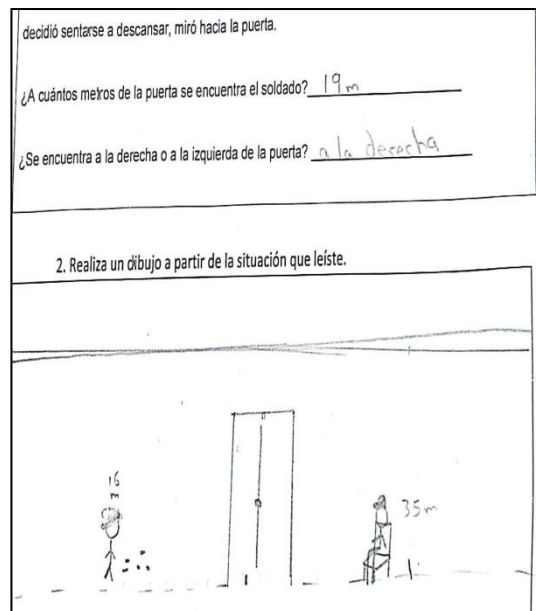 decidió sentarse a descansar, miró hacia la puerta.
¿A cuántos metros de la puerta se encuentra el soldado? 19 m
¿Se encuentra a la derecha o a la izquierda de la puerta? a la derecha
2. Realiza un dibujo a partir de la situación que leíste.
16
m
35 m